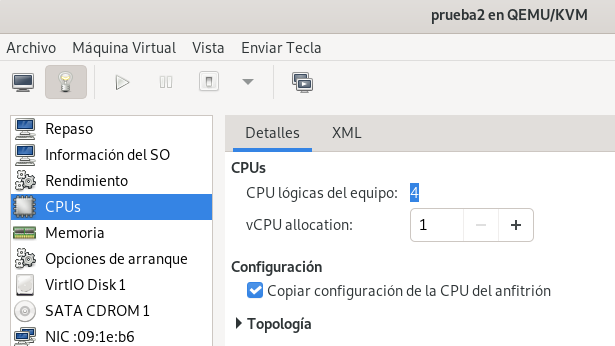 prueba2 en QEMU/KVM
Archivo Máquina Virtual Vista Enviar Tecla
Repaso
Información del SO
Rendimiento
CPUs
Memoria
Opciones de arranque
VirtIO Disk 1
SATA CDROM 1
NIC :09:1e:b6
Detalles XML
CPUs
CPU lógicas del equipo: 4
vCPU allocation: 1
Configuración
Copiar configuración de la CPU del anfitrión
Topología